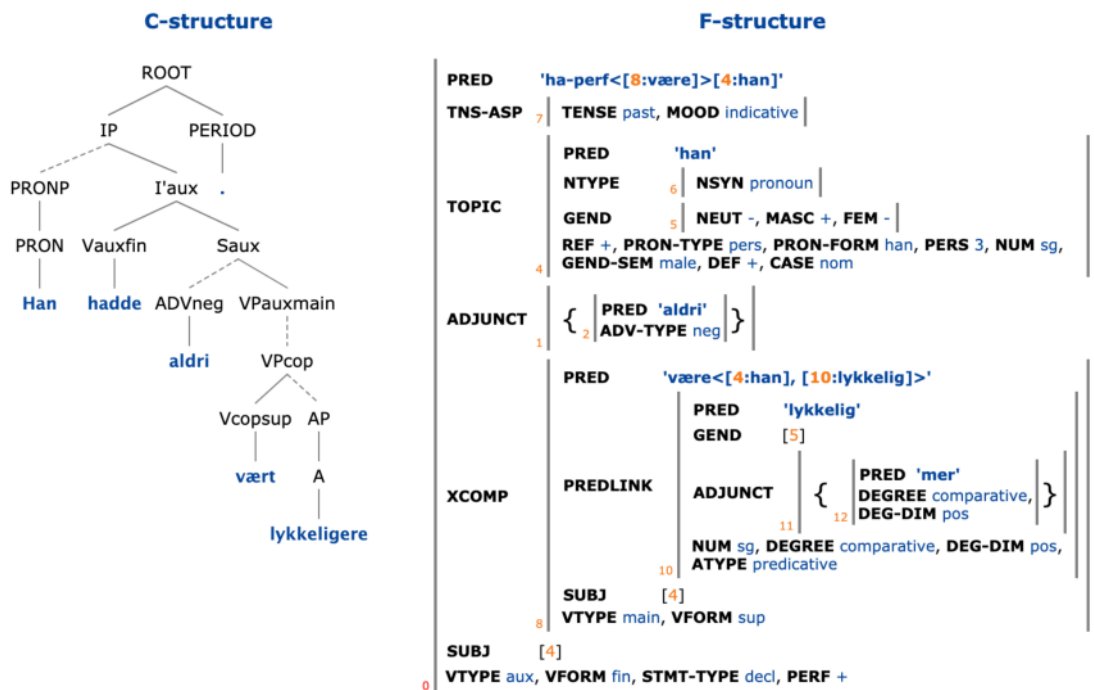 C-structure
ROOT
IP PERIOD
PRONP I'aux .
PRON Vauxfin Saux
Han hadde ADVneg VPauxmain
aldri VPcop
Vcopsup AP
vært A
lykkeligere
F-structure
PRED 'ha-perf<[8:være]>[4:han]'
TNS-ASP 7 TENSE past, MOOD indicative
PRED 'han'
NTYPE 6 NSYN pronoun
TOPIC
GEND 5 NEUT -, MASC +, FEM -
REF +, PRON-TYPE pers, PRON-FORM han, PERS 3, NUM sg,
4 GEND-SEM male, DEF +, CASE nom
ADJUNCT 1 { 2 PRED 'aldri'
ADV-TYPE neg }
PRED 'være<[4:han], [10:lykkelig]>'
PRED 'lykkelig'
GEND [5]
XCOMP PREDLINK ADJUNCT 11 { 12 PRED 'mer'
DEGREE comparative,
DEG-DIM pos }
NUM sg, DEGREE comparative, DEG-DIM pos,
10 ATYPE predicative
SUBJ [4]
8 VTYPE main, VFORM sup
SUBJ [4]
0 VTYPE aux, VFORM fin, STMT-TYPE decl, PERF +